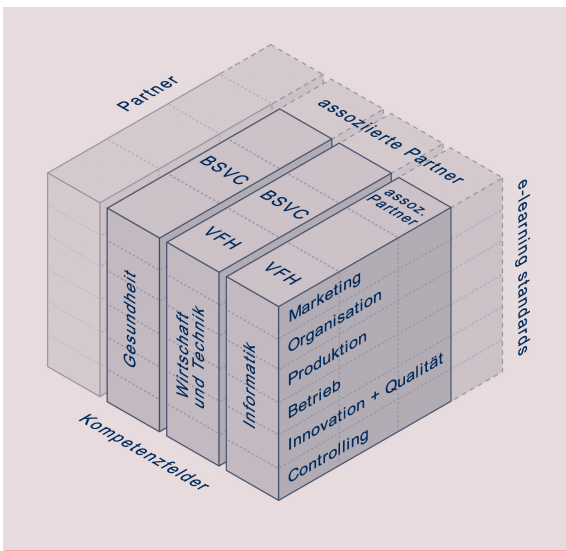 Partner
assoziierte Partner
e-learning standards
BSVC
BSVC
assoz.
Partner
VFH
VFH
Gesundheit
Wirtschaft
und Technik
Informatik
Marketing
Organisation
Produktion
Betrieb
Innovation + Qualität
Controlling
Kompetenzfelder